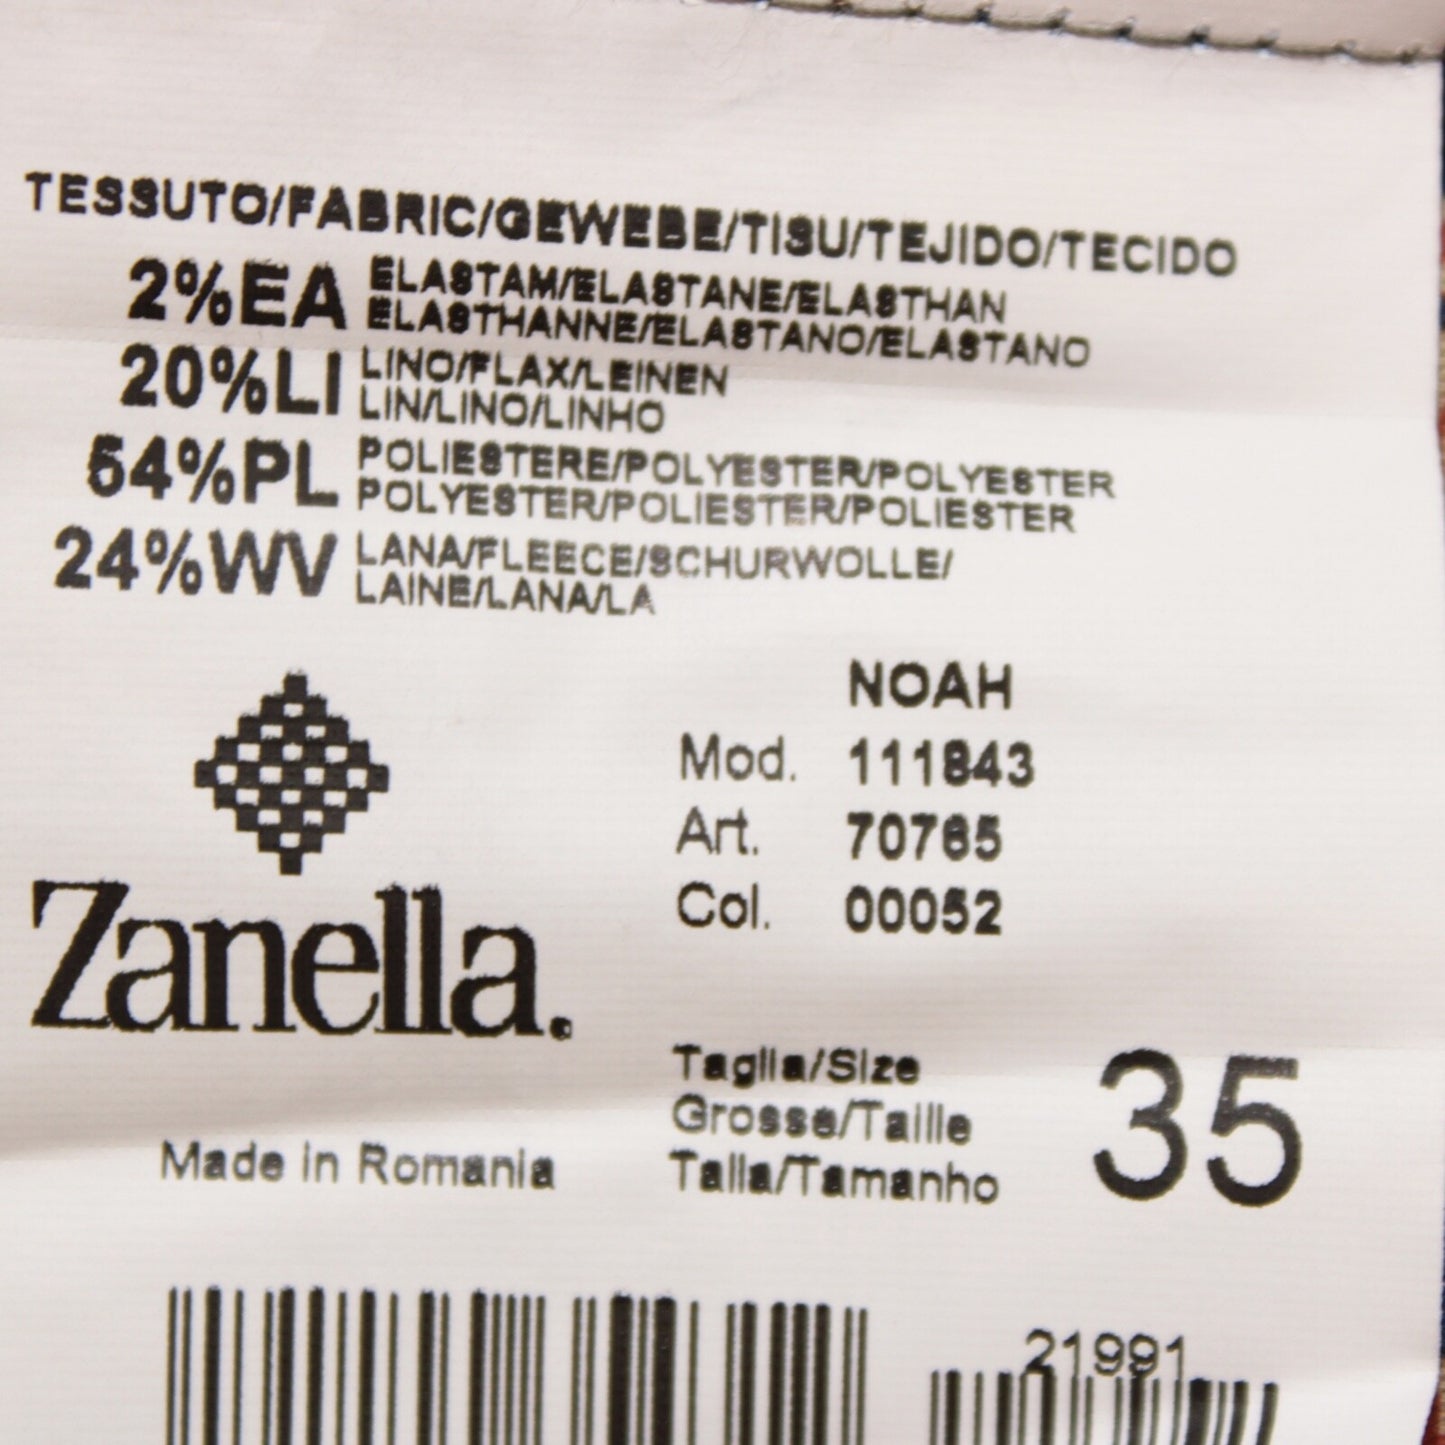 TESSUTO/FABRIC/GEWEBE/TISU/TEJIDO/TECIDO
2%EA ELASTAM/ELASTANE/ELASTHAN
ELASTHANNE/ELASTANO/ELASTANO
20%LI LINO/FLAX/LEINEN
LIN/LINO/LINHO
54%PL POLIESTERE/POLYESTER/POLYESTER
POLYESTER/POLIESTER/POLIESTER
24%WV LANA/FLEECE/SCHURWOLLE/
LAINE/LANA/LA
NOAH
Mod. 111843
Art. 70765
Col. 00052
Zanella.
Made in Romania
Taglia/Size
Grosse/Taille
Talla/Tamanho
35
21991